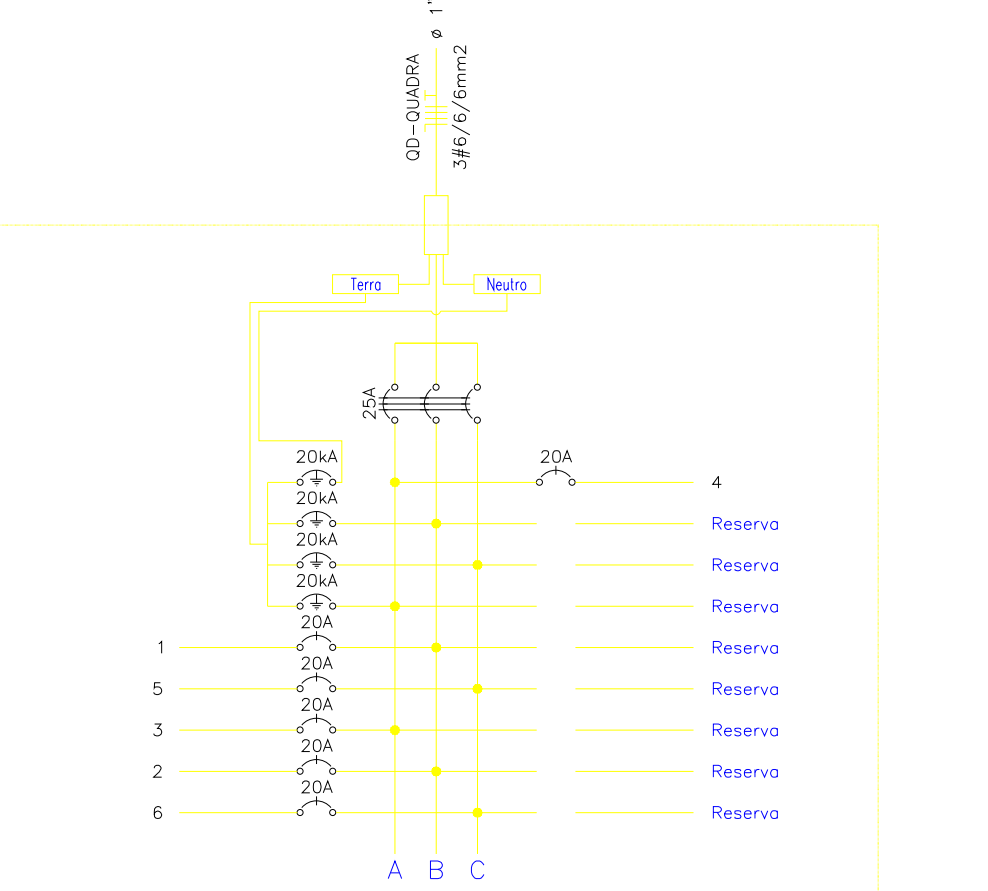 ø 1"
QD-QUADRA
3#6/6/6mm2
Terra
Neutro
25A
20kA
20A
4
20kA
Reserva
20kA
Reserva
20kA
Reserva
20A
1
Reserva
20A
5
Reserva
20A
3
Reserva
20A
2
Reserva
20A
6
Reserva
A B C